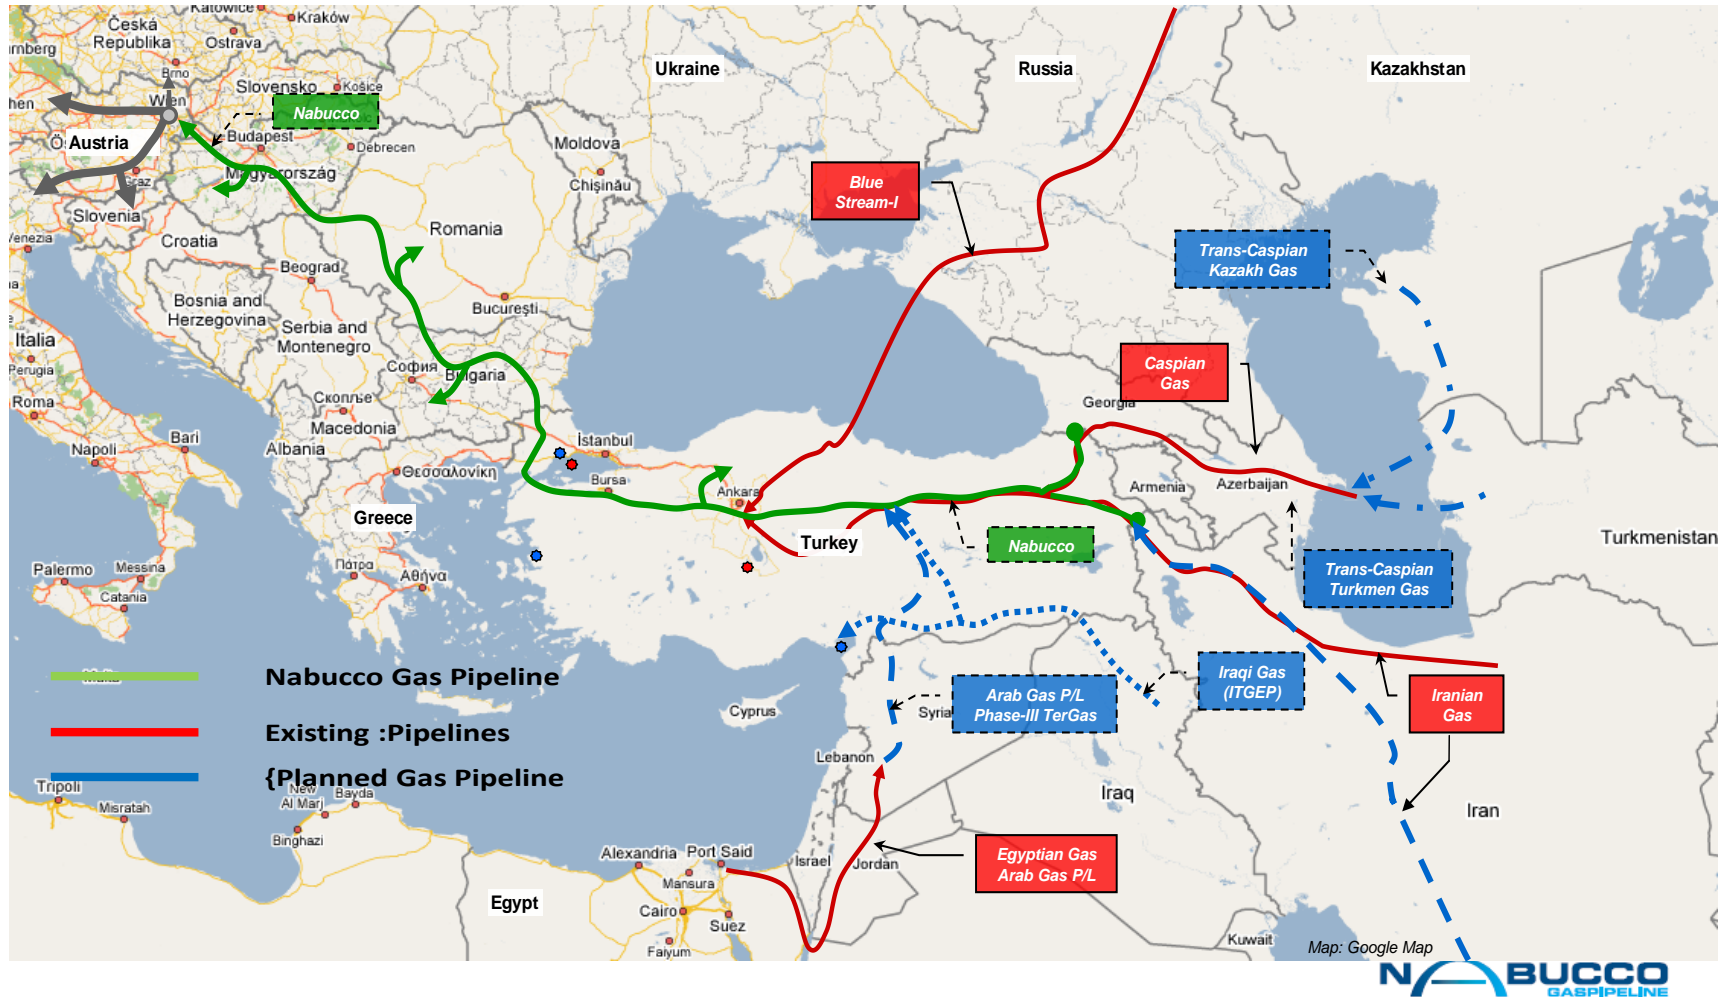 Katowice
Kraków
Česká
Republika
Ostrava
Ukraine
Russia
Kazakhstan
Brno
Slovensko
Košice
Wien
Nabucco
Austria
Budapest
Debrecen
Moldova
Magyarország
Chișinău
Graz
Slovenia
Blue
Stream-I
Croatia
Romania
Trans-Caspian
Kazakh Gas
Beograd
Bosnia and
Herzegovina
București
Serbia and
Montenegro
Italia
Perugia
София
Bulgaria
Caspian
Gas
Roma
Скопље
Macedonia
Georgia
Napoli
Bari
Albania
İstanbul
Θεσσαλονίκη
Bursa
Ankara
Armenia
Azerbaijan
Greece
Turkey
Nabucco
Turkmenistan
Palermo
Messina
Πάτρα
Αθήνα
Catania
Trans-Caspian
Turkmen Gas
Nabucco Gas Pipeline
Cyprus
Syria
Arab Gas P/L
Phase-III TerGas
Iraqi Gas
(ITGEP)
Iranian
Gas
Existing :Pipelines
Lebanon
{Planned Gas Pipeline
Tripoli
Misratah
New
Al Marj
Bayda
Binghazi
Iraq
Iran
Alexandria
Port Said
Israel
Jordan
Egyptian Gas
Arab Gas P/L
Mansura
Egypt
Cairo
Suez
Faiyum
Kuwait
Map: Google Map
NABUCCO
GASPIPELINE